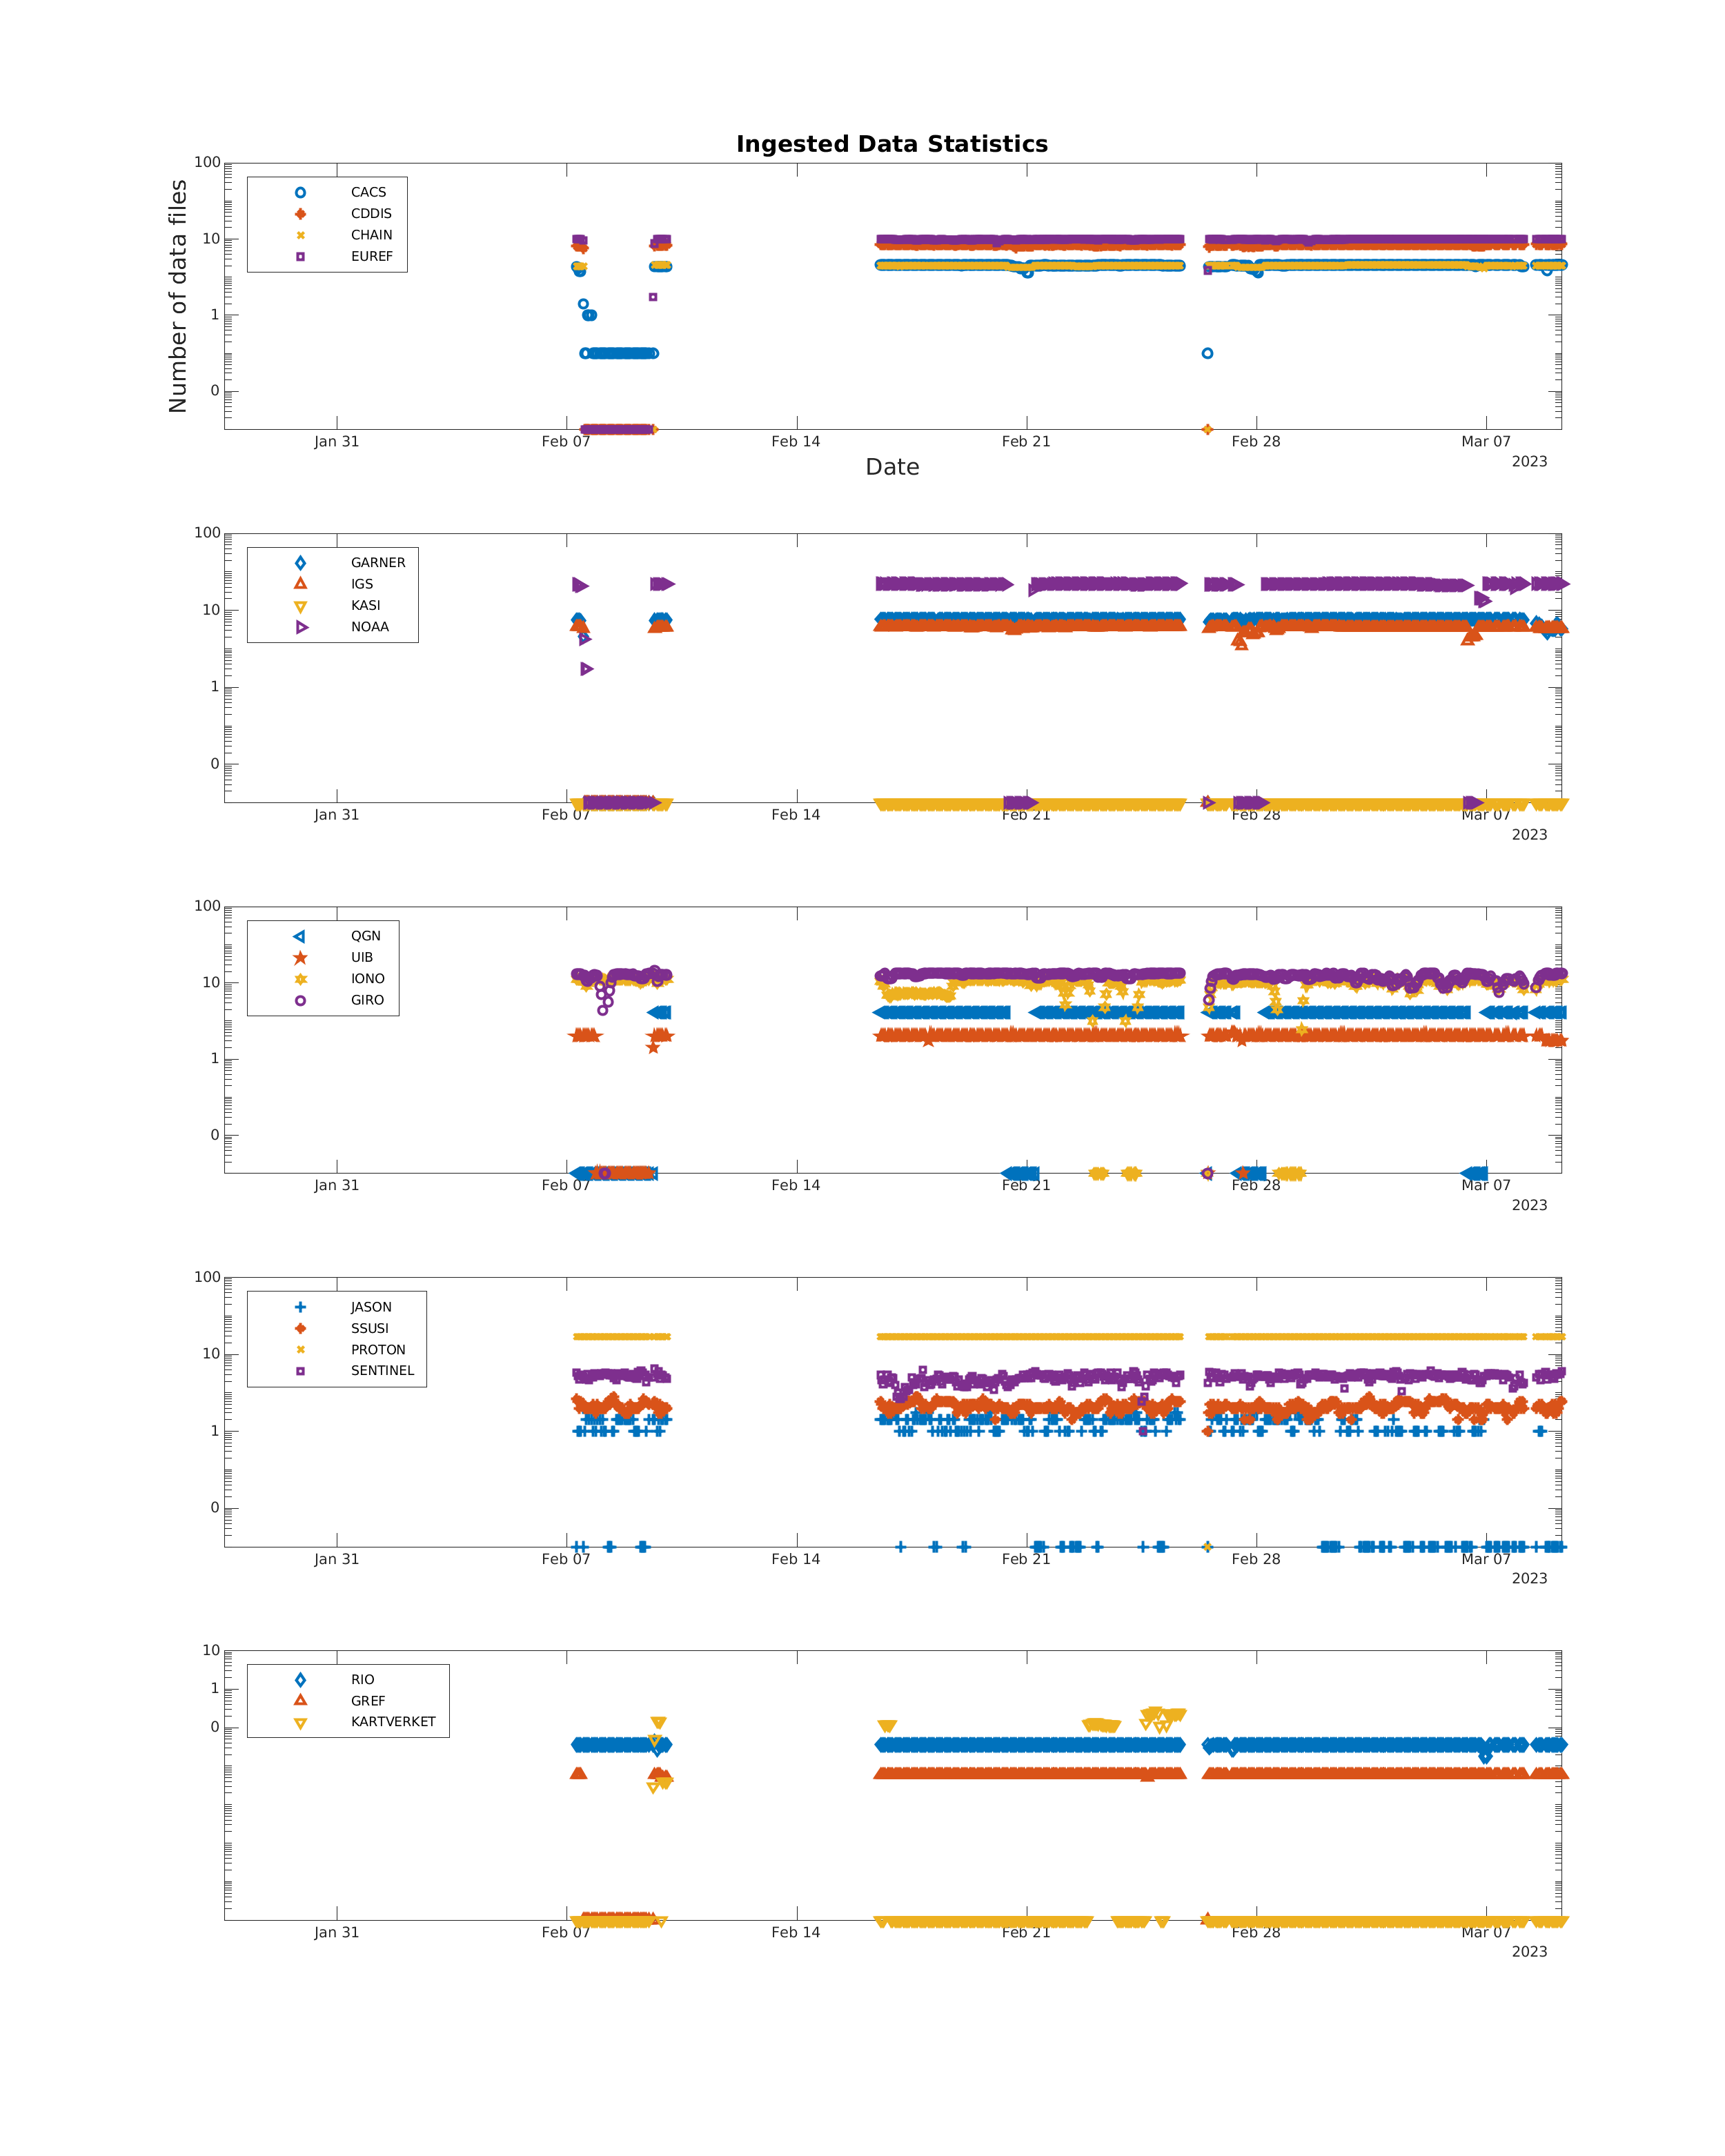 Ingested Data Statistics
Number of data files
100
10
1
0
CACS
CDDIS
CHAIN
EUREF
Jan 31 Feb 07 Feb 14 Feb 21 Feb 28 Mar 07
2023
Date
100
10
1
0
GARNER
IGS
KASI
NOAA
Jan 31 Feb 07 Feb 14 Feb 21 Feb 28 Mar 07
2023
100
10
1
0
QGN
UIB
IONO
GIRO
Jan 31 Feb 07 Feb 14 Feb 21 Feb 28 Mar 07
2023
100
10
1
0
JASON
SSUSI
PROTON
SENTINEL
Jan 31 Feb 07 Feb 14 Feb 21 Feb 28 Mar 07
2023
10
1
0
RIO
GREF
KARTVERKET
Jan 31 Feb 07 Feb 14 Feb 21 Feb 28 Mar 07
2023